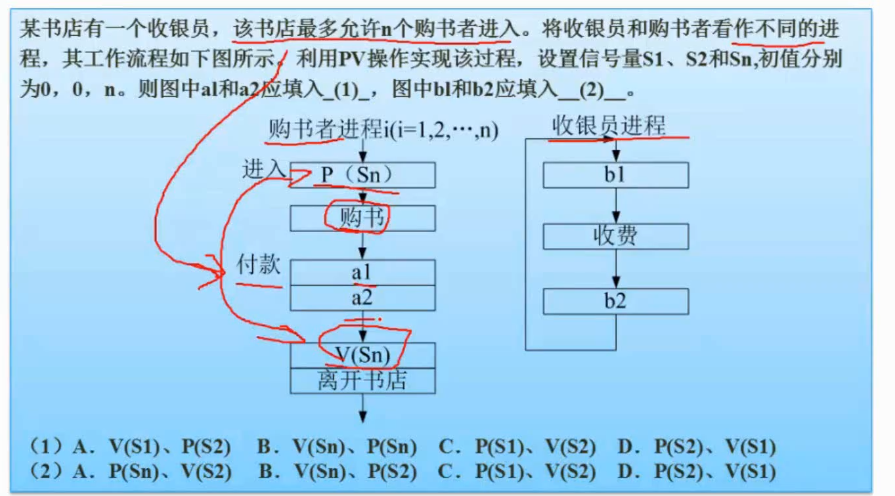 某书店有一个收银员，该书店最多允许n个购书者进入。将收银员和购书者看作不同的进
程，其工作流程如下图所示。利用PV操作实现该过程，设置信号量S1、S2和Sn,初值分别
为0，0，n。则图中a1和a2应填入_(1)_，图中b1和b2应填入__(2)__。
购书者进程i(i=1,2,…,n)
收银员进程
进入
P（Sn）
b1
购书
收费
付款
a1
a2
b2
V(Sn)
离开书店
（1）A. V(S1)、P(S2) B. V(Sn)、P(Sn) C. P(S1)、V(S2) D. P(S2)、V(S1)
（2）A. P(Sn)、V(S2) B. V(Sn)、P(S2) C. P(S1)、V(S2) D. P(S2)、V(S1)